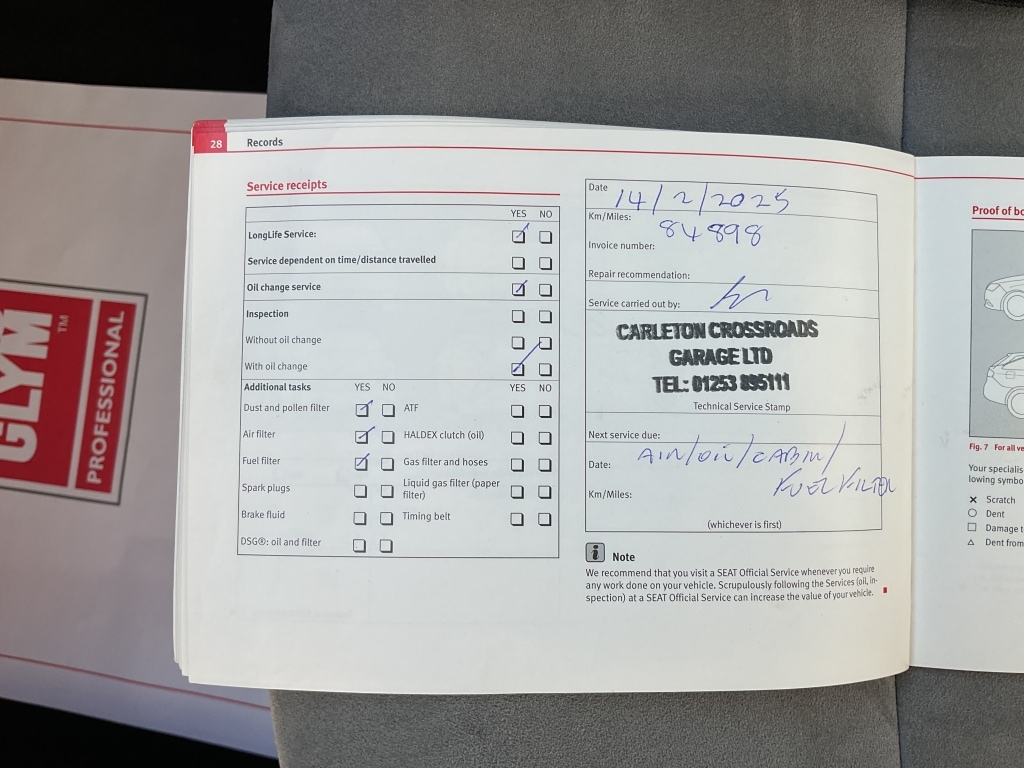 GLYM™
PROFESSIONAL
28 Records
Service receipts
YES NO
LongLife Service:
Service dependent on time/distance travelled
Oil change service
Inspection
Without oil change
With oil change
Additional tasks YES NO YES NO
Dust and pollen filter ATF
Air filter HALDEX clutch (oil)
Fuel filter Gas filter and hoses
Spark plugs Liquid gas filter (paper
filter)
Brake fluid Timing belt
DSG®: oil and filter
Date 14/2/2025
Km/Miles: 84898
Invoice number:
Repair recommendation:
Service carried out by:
CARLETON CROSSROADS
GARAGE LTD
TEL: 01253 895111
Technical Service Stamp
Next service due:
Date: AIR/OIL/CABIN/
FUEL FILTER
Km/Miles:
(whichever is first)
i Note
We recommend that you visit a SEAT Official Service whenever you require
any work done on your vehicle. Scrupulously following the Services (oil, in-
spection) at a SEAT Official Service can increase the value of your vehicle.
Proof of bo
Fig. 7 For all ve
Your specialis
lowing symbo
Scratch
Dent
Damage t
Dent from